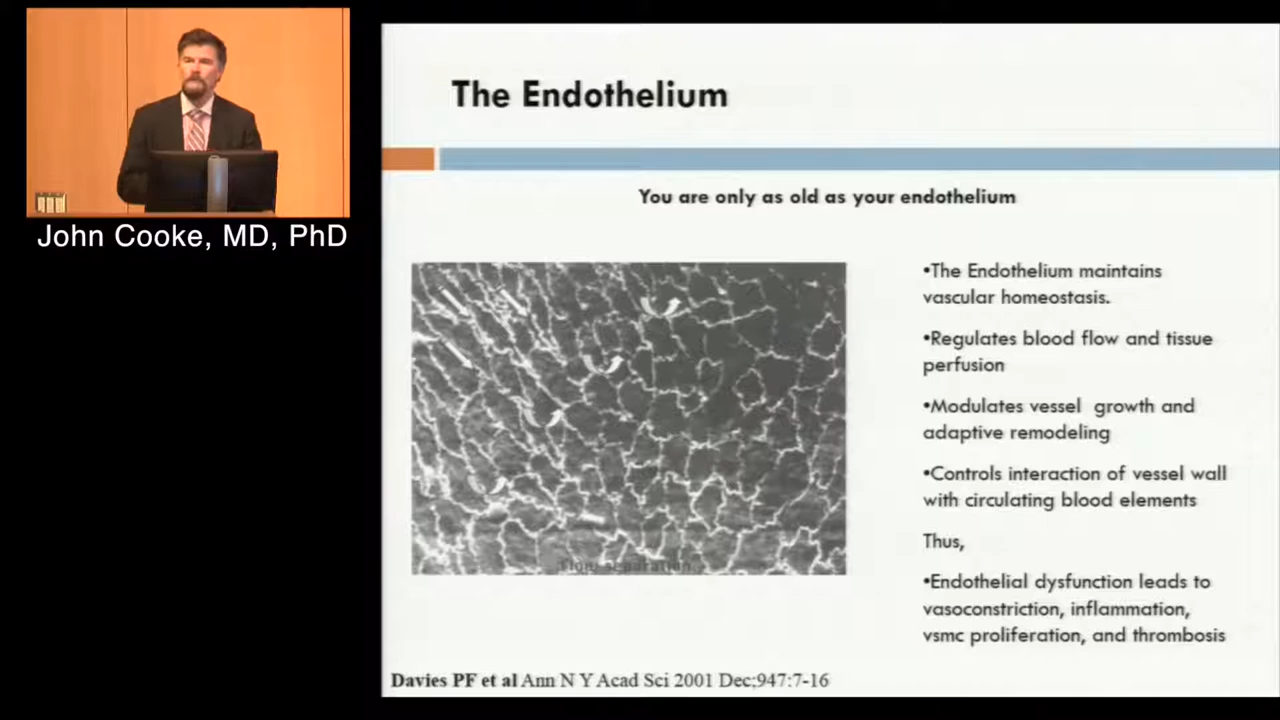 The Endothelium
You are only as old as your endothelium
John Cooke, MD, PhD
•The Endothelium maintains
vascular homeostasis.
•Regulates blood flow and tissue
perfusion
•Modulates vessel growth and
adaptive remodeling
•Controls interaction of vessel wall
with circulating blood elements
Thus,
•Endothelial dysfunction leads to
vasoconstriction, inflammation,
vsmc proliferation, and thrombosis
Flow separation
Davies PF et al Ann N Y Acad Sci 2001 Dec;947:7-16